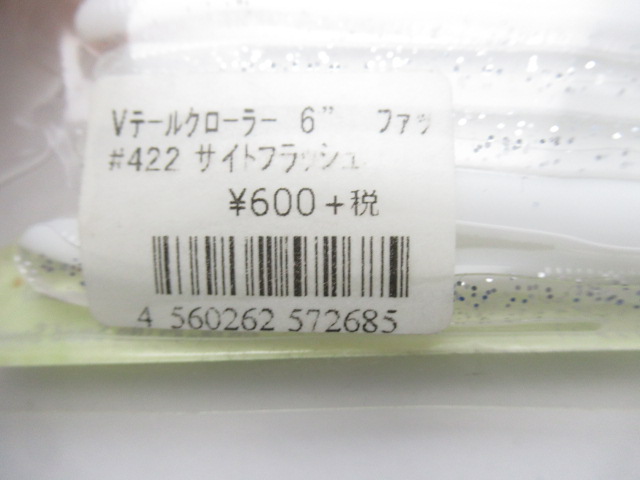 Vテールクローラー 6" ファッ
#422 サイトフラッシュ
¥600+税
4 560262 572685